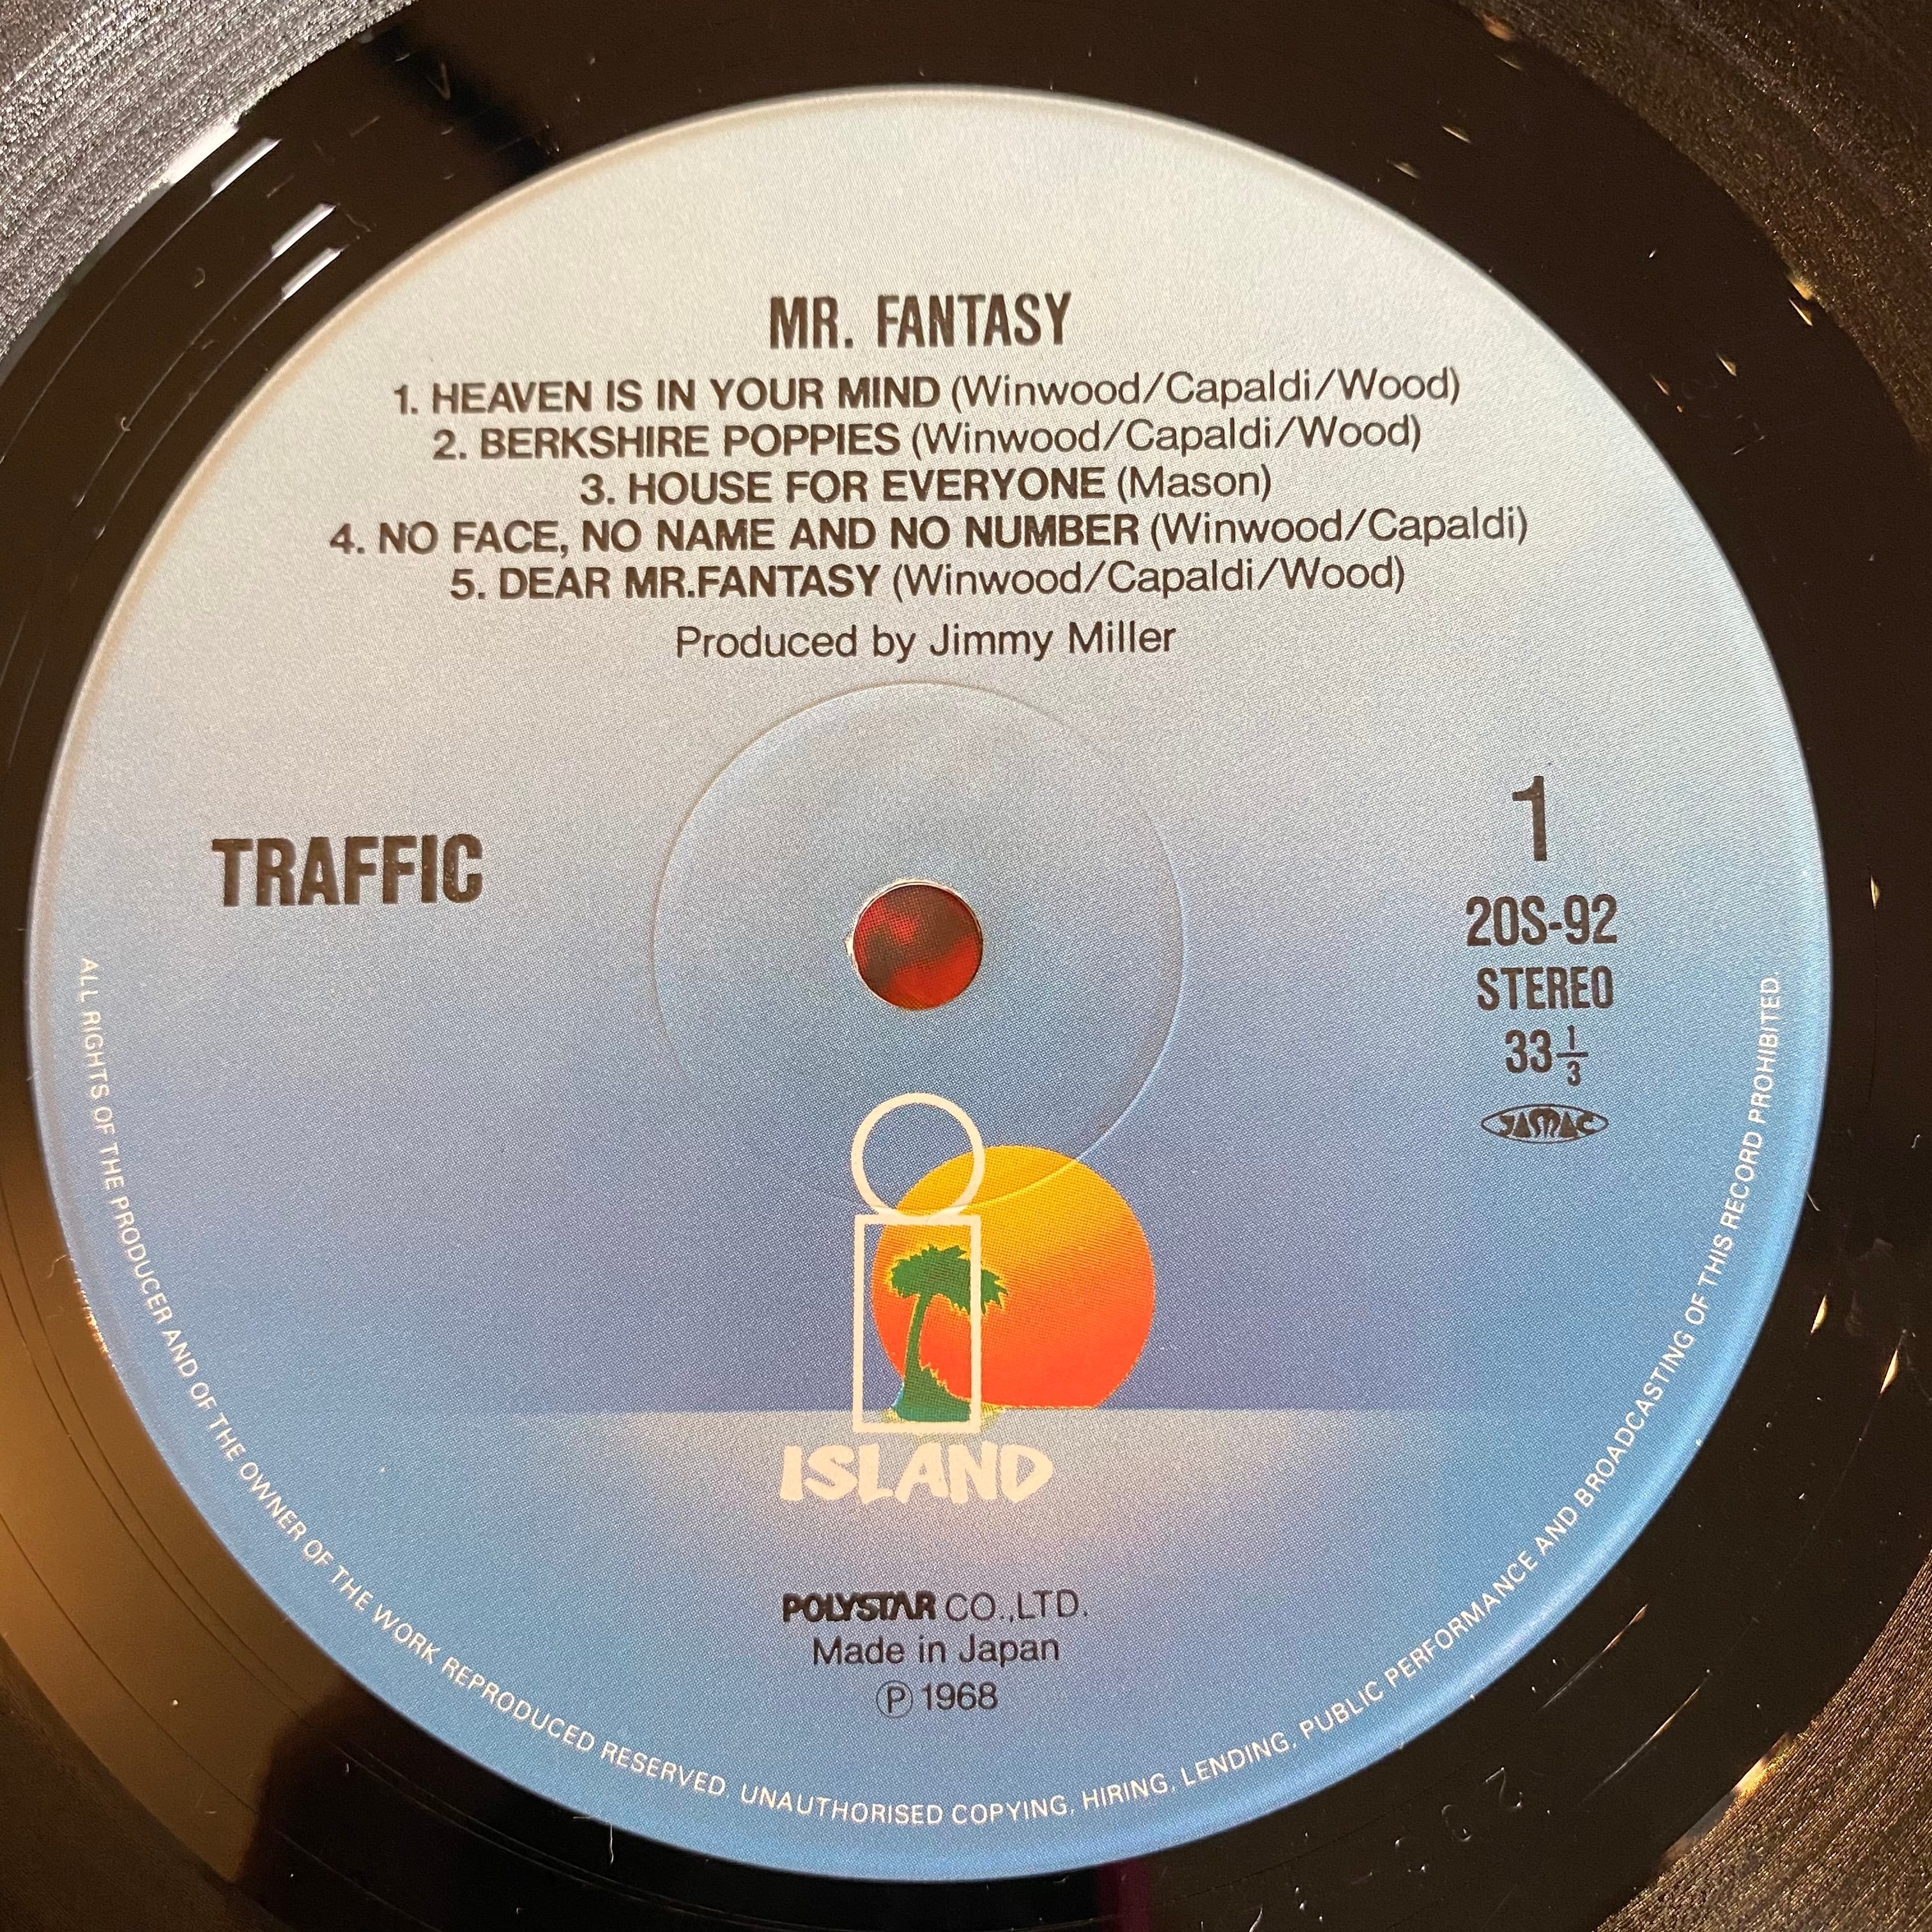 MR. FANTASY
1. HEAVEN IS IN YOUR MIND (Winwood/Capaldi/Wood)
2. BERKSHIRE POPPIES (Winwood/Capaldi/Wood)
3. HOUSE FOR EVERYONE (Mason)
4. NO FACE, NO NAME AND NO NUMBER (Winwood/Capaldi)
5. DEAR MR.FANTASY (Winwood/Capaldi/Wood)
Produced by Jimmy Miller
TRAFFIC
1
20S-92
STEREO
33 1/3
JASRAC
ISLAND
POLYSTAR CO.,LTD.
Made in Japan
Ⓟ 1968
ALL RIGHTS OF THE PRODUCER AND OF THE OWNER OF THE WORK REPRODUCED RESERVED. UNAUTHORISED COPYING, HIRING, LENDING, PUBLIC PERFORMANCE AND BROADCASTING OF THIS RECORD PROHIBITED.